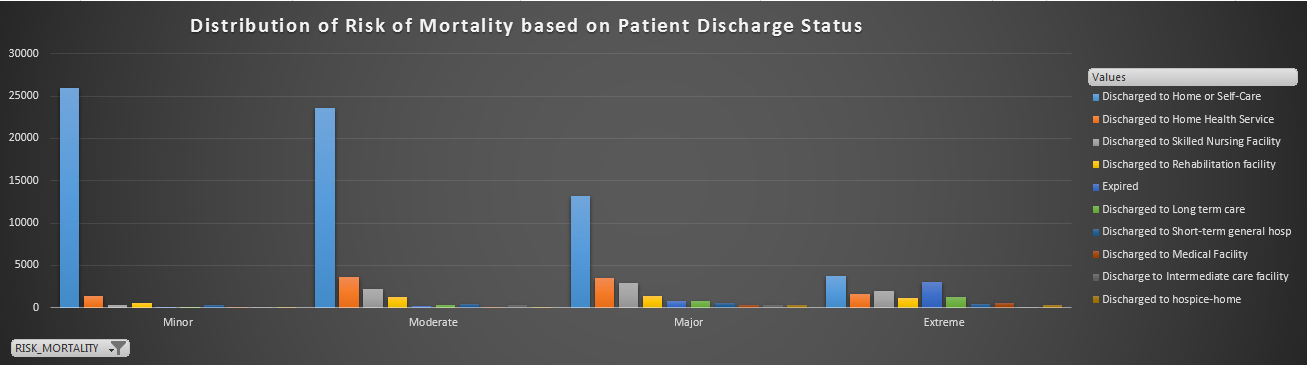 Distribution of Risk of Mortality based on Patient Discharge Status
30000
25000
20000
15000
10000
5000
0
Minor
Moderate
Major
Extreme
Values
Discharged to Home or Self-Care
Discharged to Home Health Service
Discharged to Skilled Nursing Facility
Discharged to Rehabilitation facility
Expired
Discharged to Long term care
Discharged to Short-term general hosp
Discharged to Medical Facility
Discharge to Intermediate care facility
Discharged to hospice-home
RISK_MORTALITY